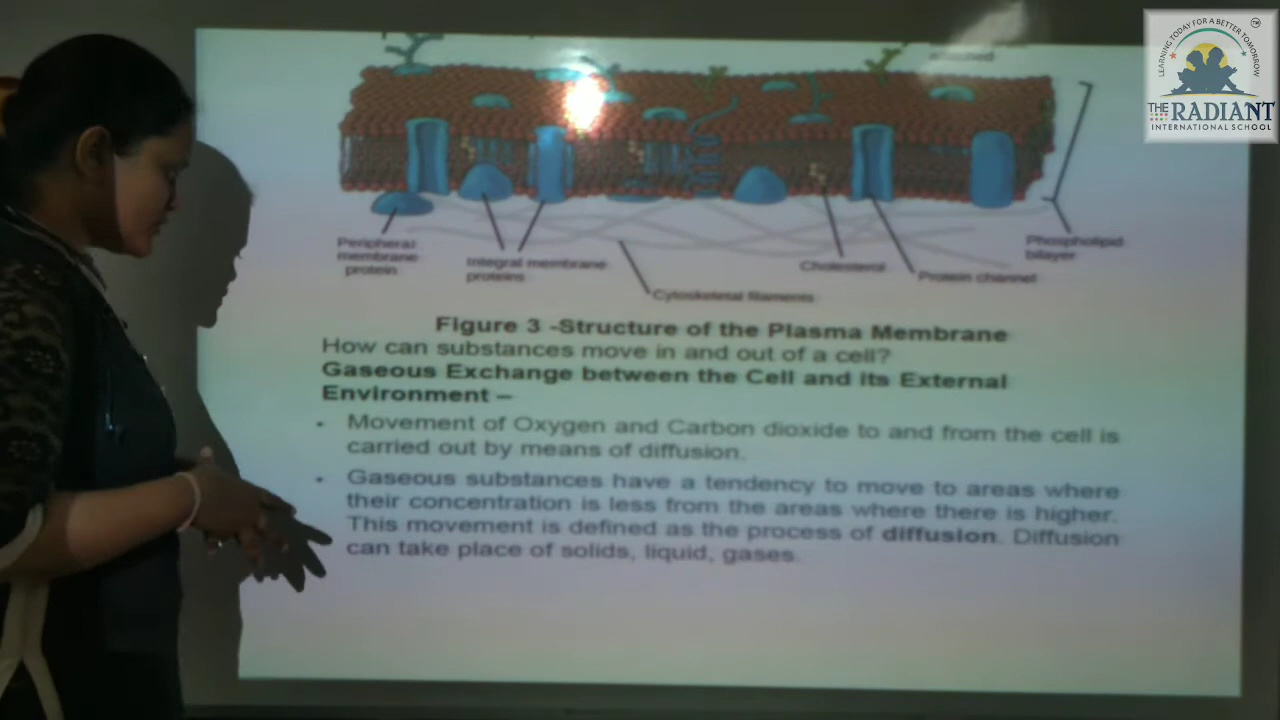 LEARNING TODAY FOR A BETTER TOMORROW
TM
THE RADIANT
INTERNATIONAL SCHOOL
Peripheral
membrane
protein
Integral membrane
proteins
Cytoskeletal filaments
Cholesterol
Protein channel
Phospholipid
bilayer
Figure 3 -Structure of the Plasma Membrane
How can substances move in and out of a cell?
Gaseous Exchange between the Cell and its External
Environment –
• Movement of Oxygen and Carbon dioxide to and from the cell is
carried out by means of diffusion.
• Gaseous substances have a tendency to move to areas where
their concentration is less from the areas where there is higher.
This movement is defined as the process of diffusion. Diffusion
can take place of solids, liquid, gases.